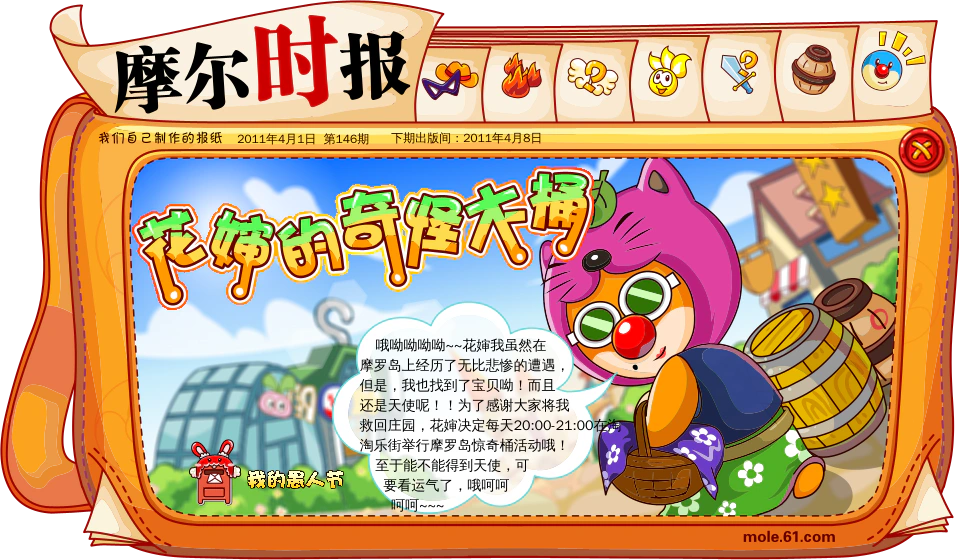 摩尔时报
我们自己制作的报纸 2011年4月1日 第146期 下期出版间：2011年4月8日
花婶的奇怪大桶
哦呦呦呦呦~~花婶我虽然在
摩罗岛上经历了无比悲惨的遭遇，
但是，我也找到了宝贝呦！而且
还是天使呢！！为了感谢大家将我
救回庄园，花婶决定每天20:00-21:00在淘
淘乐街举行摩罗岛惊奇桶活动哦！
至于能不能得到天使，可
要看运气了，哦呵呵
呵呵~~~
我的愚人节
mole.61.com